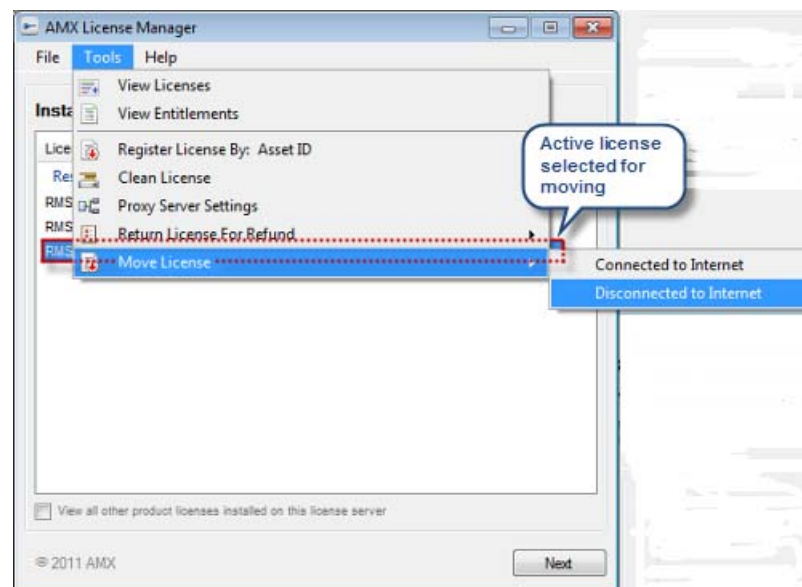 AMX License Manager
File Tools Help
View Licenses
View Entitlements
Insta
Lice
Register License By: Asset ID
Clean License
RMS
Proxy Server Settings
RMS
Return License For Refund
RMS
Move License
Active license
selected for
moving
Connected to Internet
Disconnected to Internet
View all other product licenses installed on this license server
© 2011 AMX
Next